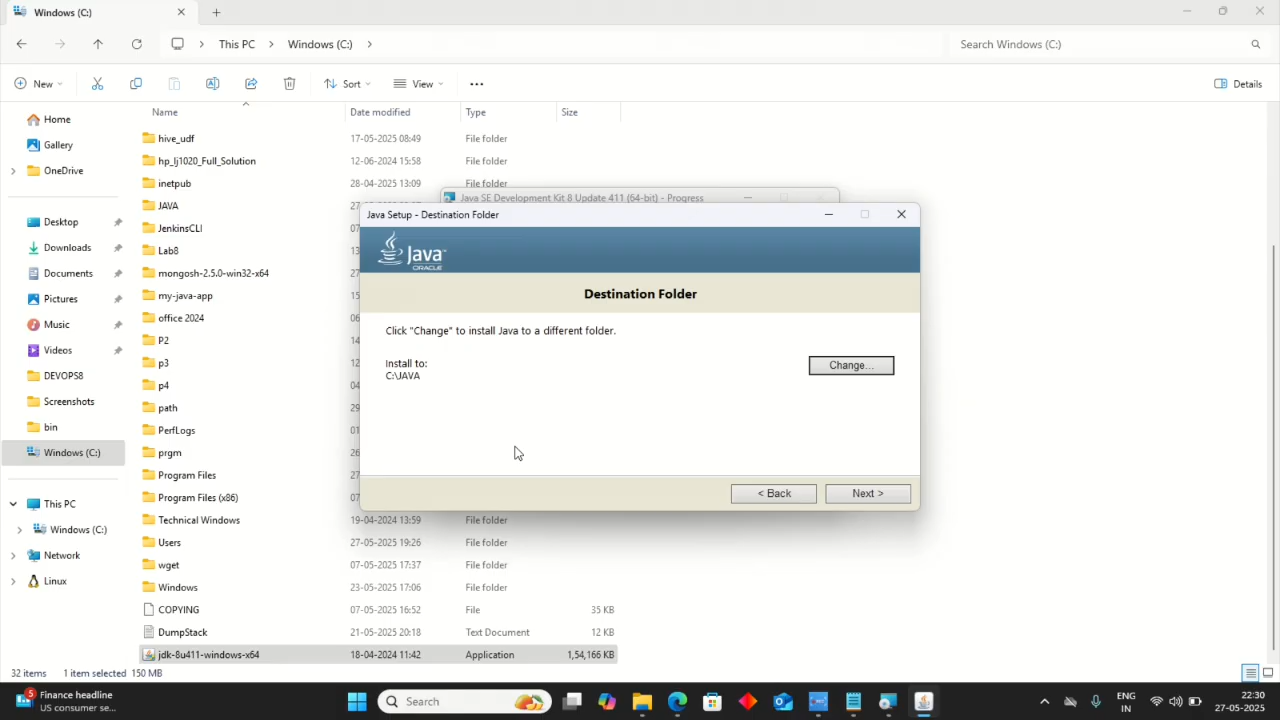 Windows (C:)
This PC
Windows (C:)
Search Windows (C:)
New
Sort
View
Details
Name
Date modified
Type
Size
Home
Gallery
OneDrive
Desktop
Downloads
Documents
Pictures
Music
Videos
DEVOPS8
Screenshots
bin
Windows (C:)
This PC
Windows (C:)
Network
Linux
hive_udf 17-05-2025 08:49 File folder
hp_lj1020_Full_Solution 12-06-2024 15:58 File folder
inetpub 28-04-2025 13:09 File folder
JAVA
JenkinsCLI
Lab8
mongosh-2.5.0-win32-x64
my-java-app
office 2024
P2
p3
p4
path
PerfLogs
prgm
Program Files
Program Files (x86)
Technical Windows 19-04-2024 13:59 File folder
Users 27-05-2025 19:26 File folder
wget 07-05-2025 17:37 File folder
Windows 23-05-2025 17:06 File folder
COPYING 07-05-2025 16:52 File 35 KB
DumpStack 21-05-2025 20:18 Text Document 12 KB
jdk-8u411-windows-x64 18-04-2024 11:42 Application 1,54,166 KB
Java SE Development Kit 8 Update 411 (64-bit) - Progress
Java Setup - Destination Folder
Java
ORACLE
Destination Folder
Click "Change" to install Java to a different folder.
Install to:
C:\JAVA
Change...
< Back
Next >
32 items
1 item selected 150 MB
5
Finance headline
US consumer se...
Search
ENG
IN
22:30
27-05-2025